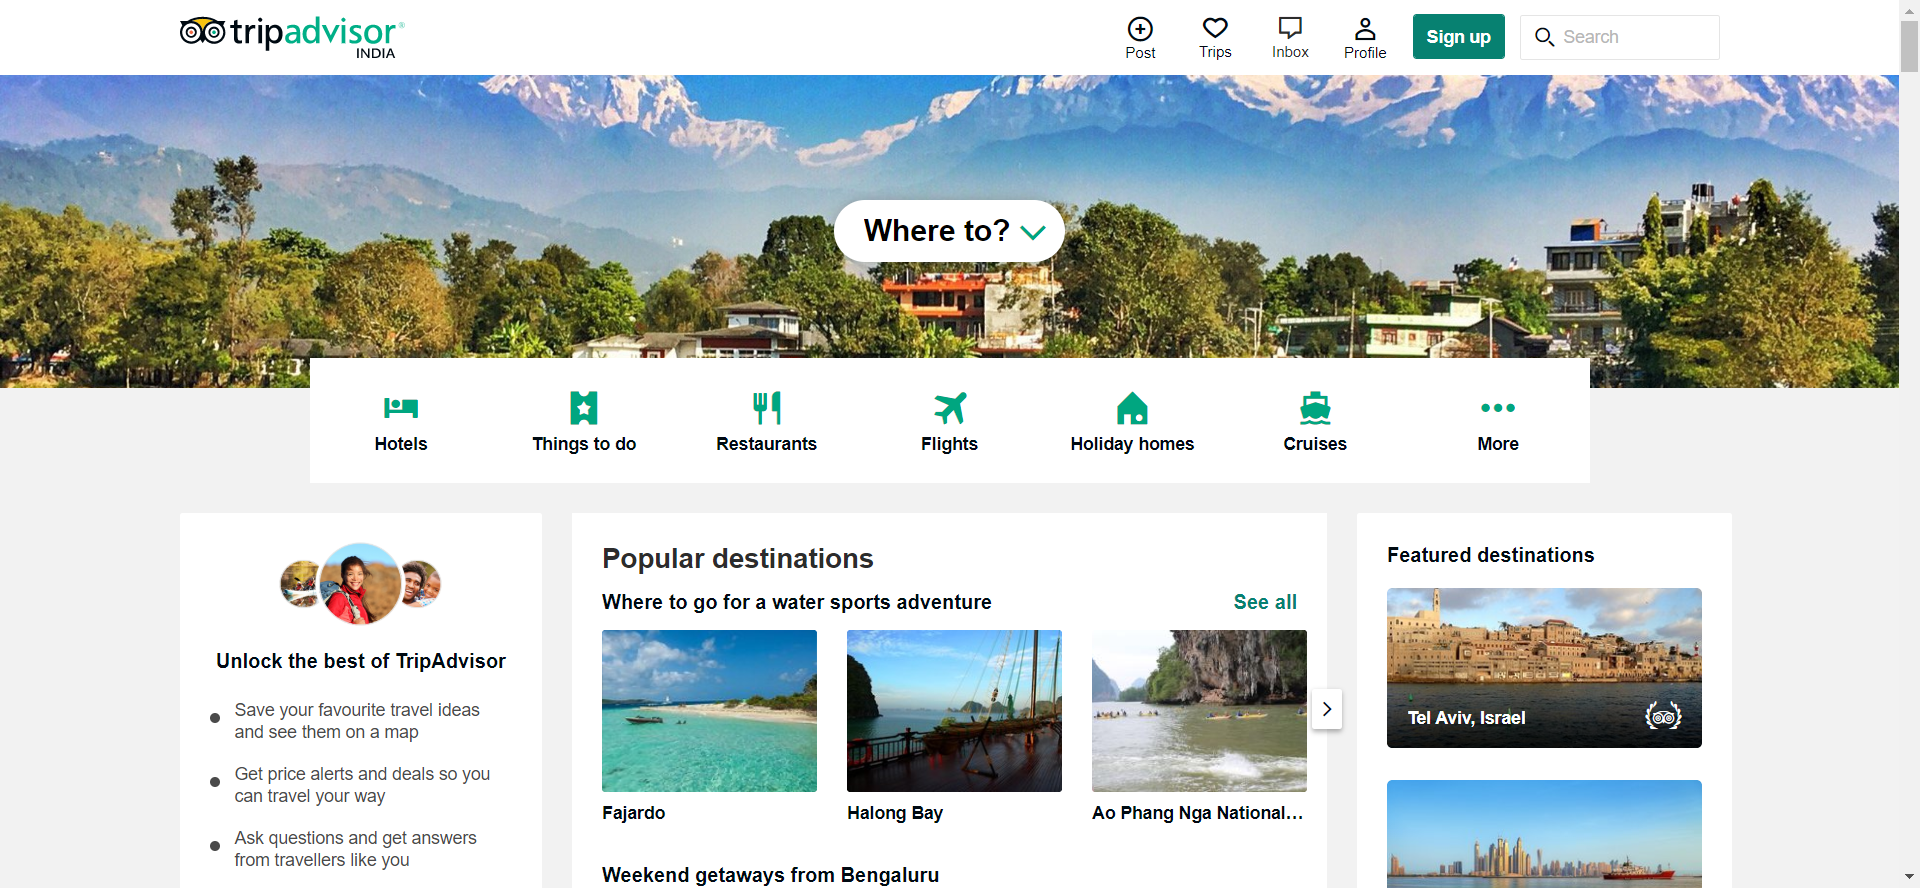 tripadvisor®
INDIA
Post
Trips
Inbox
Profile
Sign up
Search
Where to?
Hotels
Things to do
Restaurants
Flights
Holiday homes
Cruises
More
Unlock the best of TripAdvisor
Save your favourite travel ideas
and see them on a map
Get price alerts and deals so you
can travel your way
Ask questions and get answers
from travellers like you
Popular destinations
Where to go for a water sports adventure
See all
Fajardo
Halong Bay
Ao Phang Nga National...
Weekend getaways from Bengaluru
Featured destinations
Tel Aviv, Israel